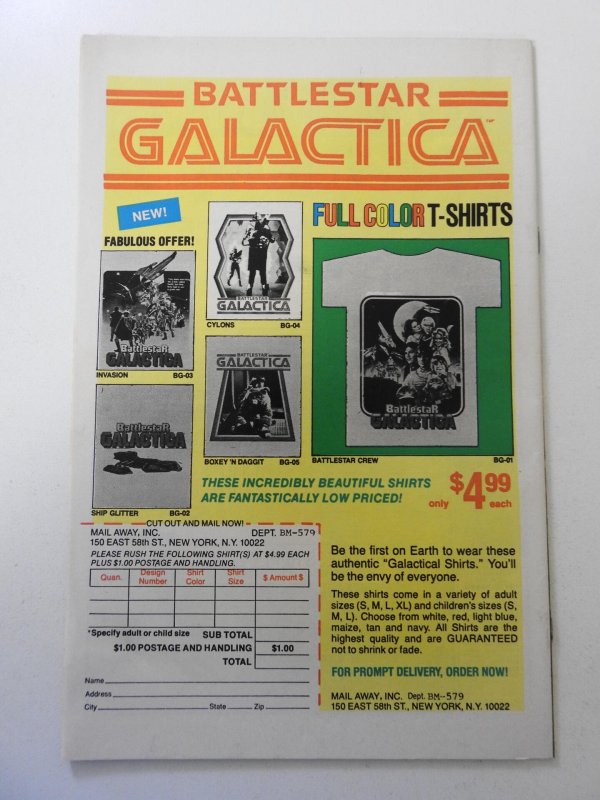 BATTLESTAR
GALACTICA™
NEW!
FABULOUS OFFER!
FULL COLOR T-SHIRTS
BATTLESTAR
GALACTICA
CYLONS BG-04
Battlestar
GALACTICA
INVASION BG-03
BATTLESTAR
GALACTICA
BOXEY 'N DAGGIT BG-05
Battlestar
GALACTICA
SHIP GLITTER BG-02
Battlestar
GALACTICA
BATTLESTAR CREW BG-01
THESE INCREDIBLY BEAUTIFUL SHIRTS
ARE FANTASTICALLY LOW PRICED!
only $4.99 each
CUT OUT AND MAIL NOW!
MAIL AWAY, INC. DEPT. BM-579
150 EAST 58th ST., NEW YORK, N.Y. 10022
PLEASE RUSH THE FOLLOWING SHIRT(S) AT $4.99 EACH
PLUS $1.00 POSTAGE AND HANDLING.
Quan. Design Number Shirt Color Shirt Size $ Amount $
*Specify adult or child size SUB TOTAL
$1.00 POSTAGE AND HANDLING $1.00
TOTAL
Name
Address
City State Zip
Be the first on Earth to wear these
authentic "Galactical Shirts." You'll
be the envy of everyone.
These shirts come in a variety of adult
sizes (S, M, L, XL) and children's sizes (S,
M, L). Choose from white, red, light blue,
maize, tan and navy. All Shirts are the
highest quality and are GUARANTEED
not to shrink or fade.
FOR PROMPT DELIVERY, ORDER NOW!
MAIL AWAY, INC. Dept. BM-579
150 EAST 58th ST., NEW YORK, N.Y. 10022